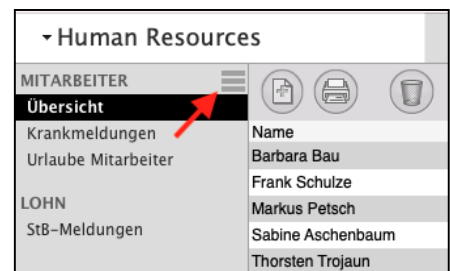 Human Resources
MITARBEITER
Übersicht
Krankmeldungen
Urlaube Mitarbeiter
LOHN
StB-Meldungen
Name
Barbara Bau
Frank Schulze
Markus Petsch
Sabine Aschenbaum
Thorsten Trojaun